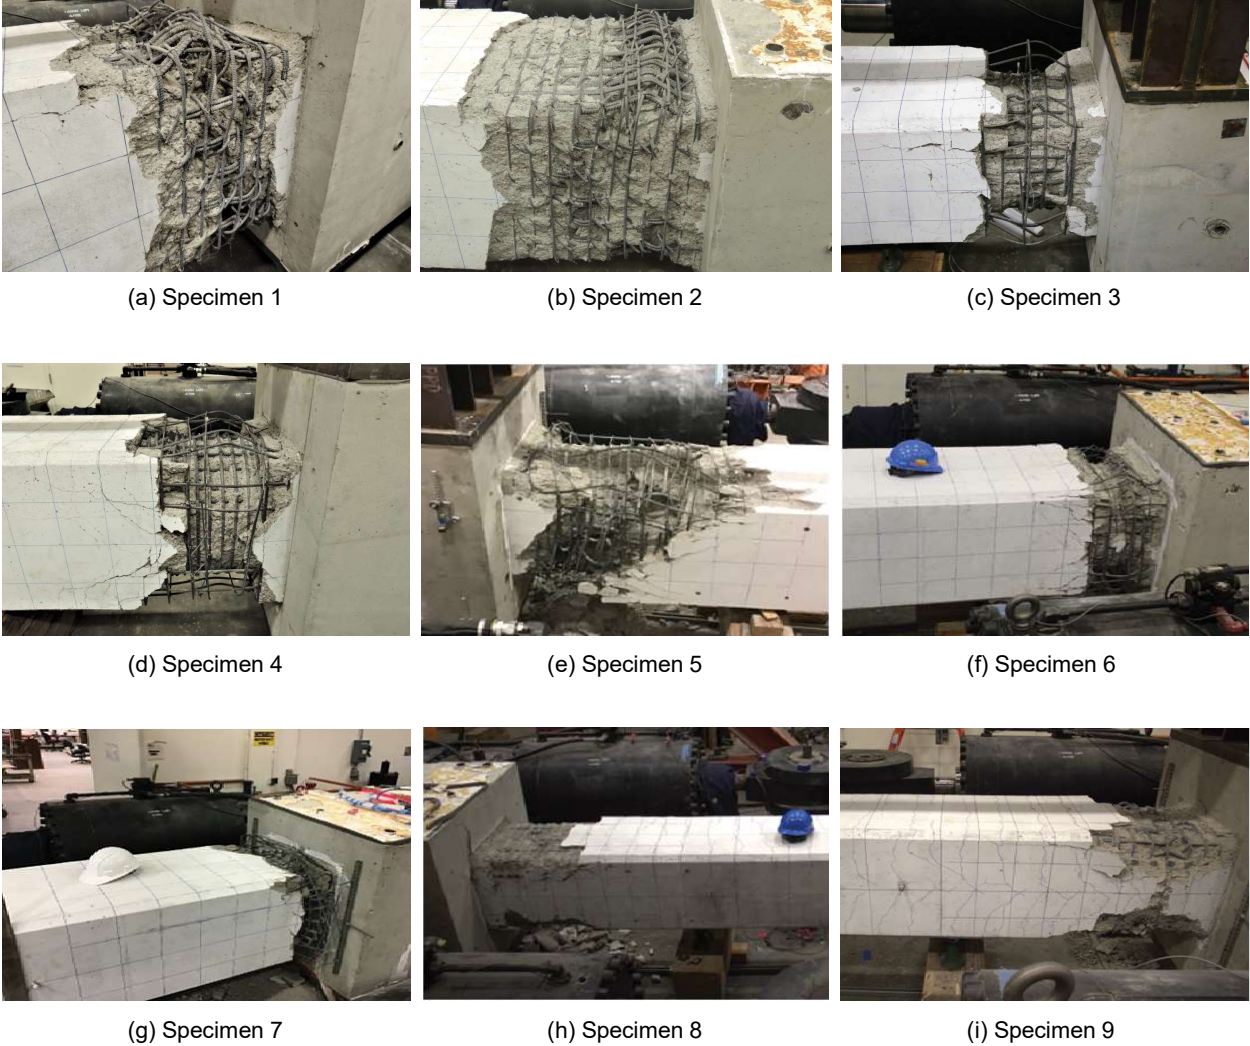 (a) Specimen 1
(b) Specimen 2
(c) Specimen 3
(d) Specimen 4
(e) Specimen 5
(f) Specimen 6
(g) Specimen 7
(h) Specimen 8
(i) Specimen 9